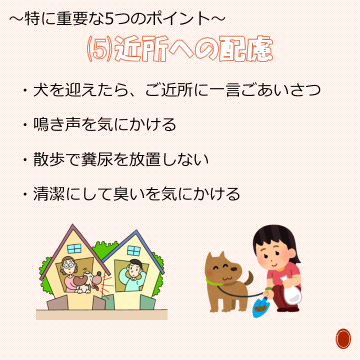 ～特に重要な5つのポイント～
⑸近所への配慮
・犬を迎えたら、ご近所に一言ごあいさつ
・鳴き声を気にかける
・散歩で糞尿を放置しない
・清潔にして臭いを気にかける